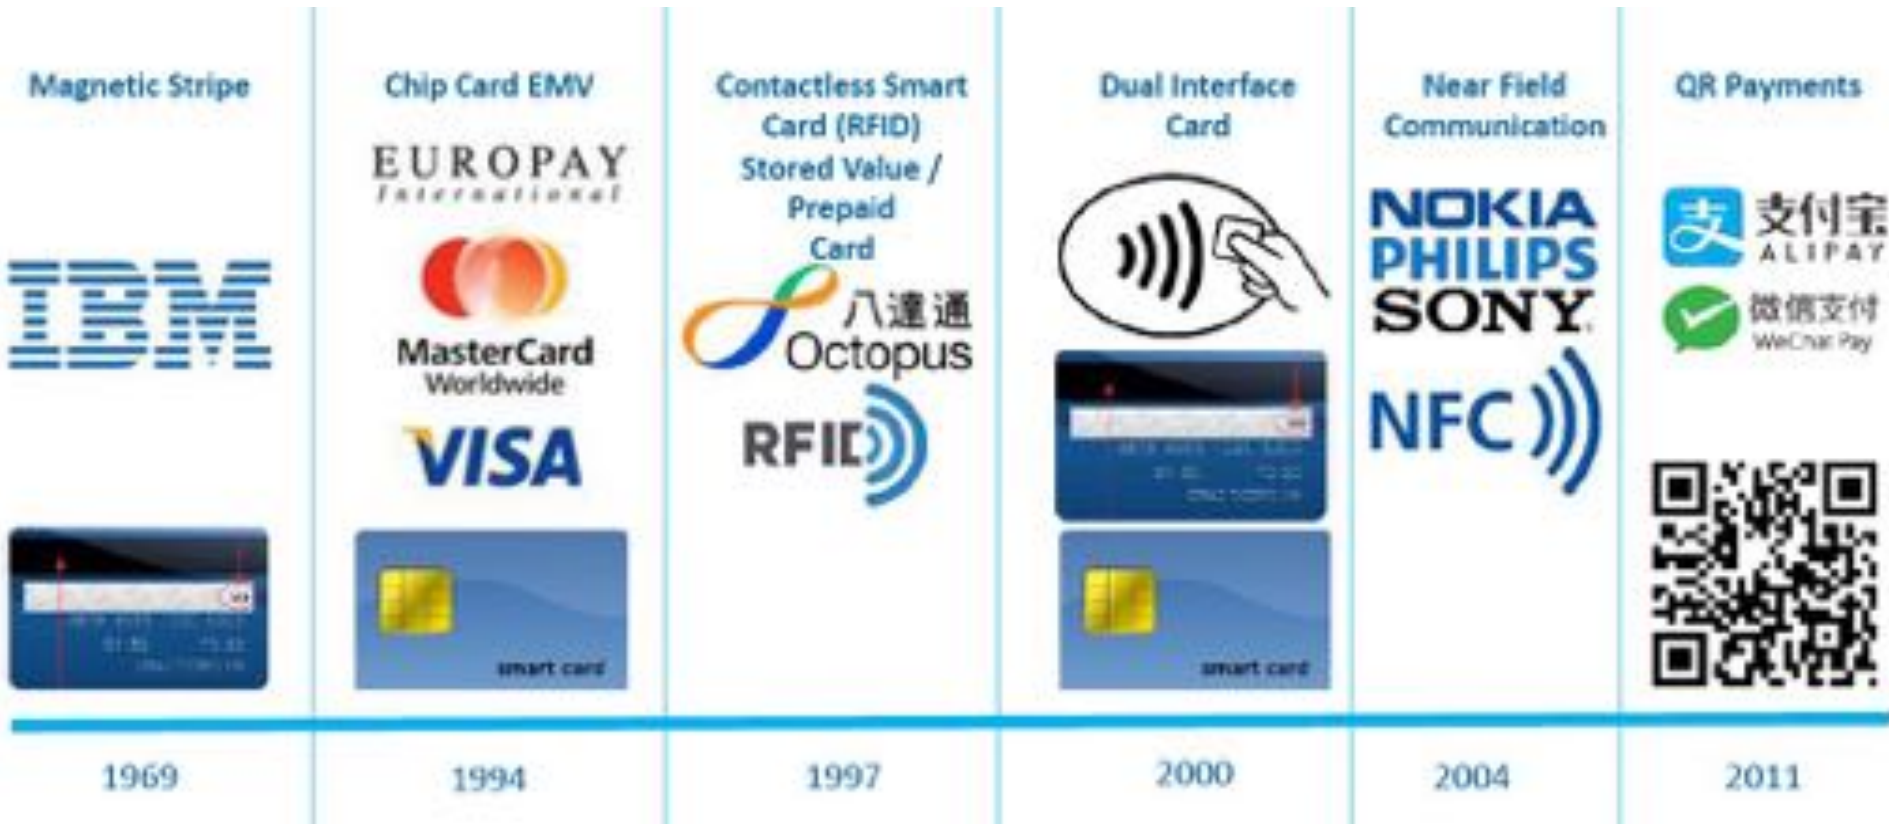 Magnetic Stripe
IBM
1969
Chip Card EMV
EUROPAY
International
MasterCard
Worldwide
VISA
smart card
1994
Contactless Smart
Card (RFID)
Stored Value /
Prepaid
Card
八達通
Octopus
RFID
1997
Dual Interface
Card
smart card
2000
Near Field
Communication
NOKIA
PHILIPS
SONY
NFC
2004
QR Payments
支 支付宝
ALIPAY
微信支付
WeChat Pay
2011